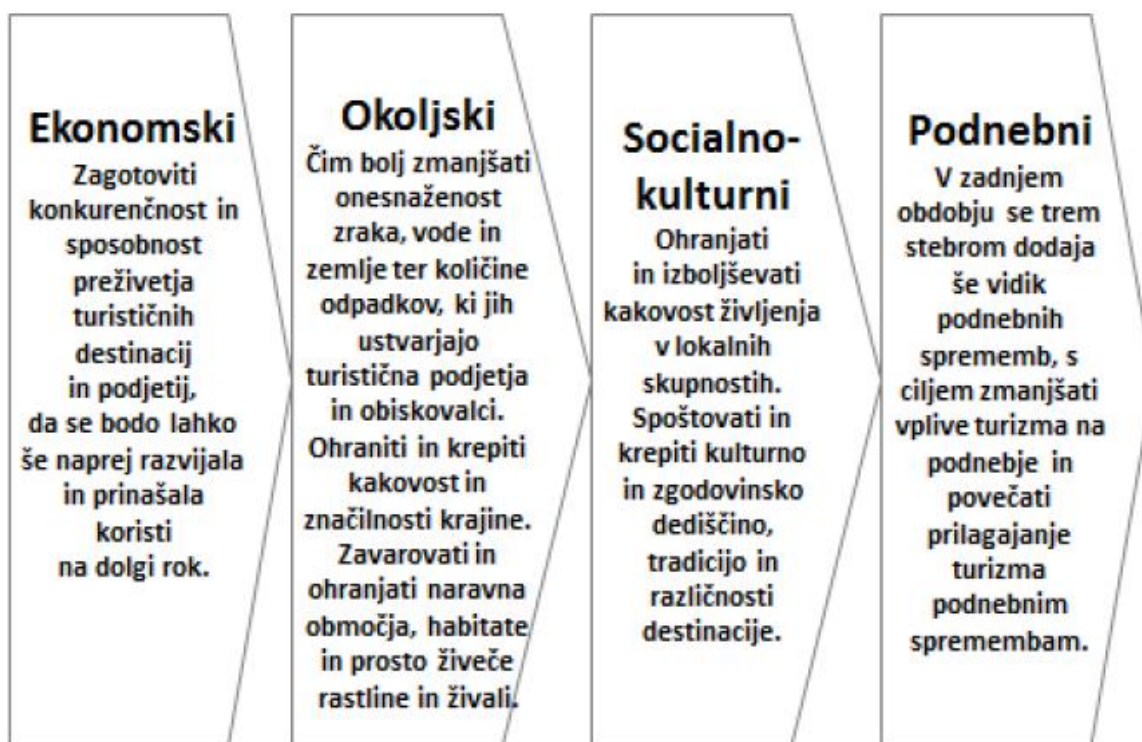 Ekonomski
Zagotoviti
konkurenčnost in
sposobnost
preživetja
turističnih
destinacij
in podjetij,
da se bodo lahko
še naprej razvijala
in prinašala
koristi
na dolgi rok.
Okoljski
Čim bolj zmanjšati
onesnaženost
zraka, vode in
zemlje ter količine
odpadkov, ki jih
ustvarjajo
turistična podjetja
in obiskovalci.
Ohraniti in krepiti
kakovost in
značilnosti krajine.
Zavarovati in
ohranjati naravna
območja, habitate
in prosto živeče
rastline in živali.
Socialno-
kulturni
Ohranjati
in izboljševati
kakovost življenja
v lokalnih
skupnostih.
Spoštovati in
krepiti kulturno
in zgodovinsko
dediščino,
tradicijo in
različnosti
destinacije.
Podnebni
V zadnjem
obdobju se trem
stebrom dodaja
še vidik
podnebnih
sprememb, s
ciljem zmanjšati
vplive turizma na
podnebje in
povečati
prilagajanje
turizma
podnebnim
spremembam.